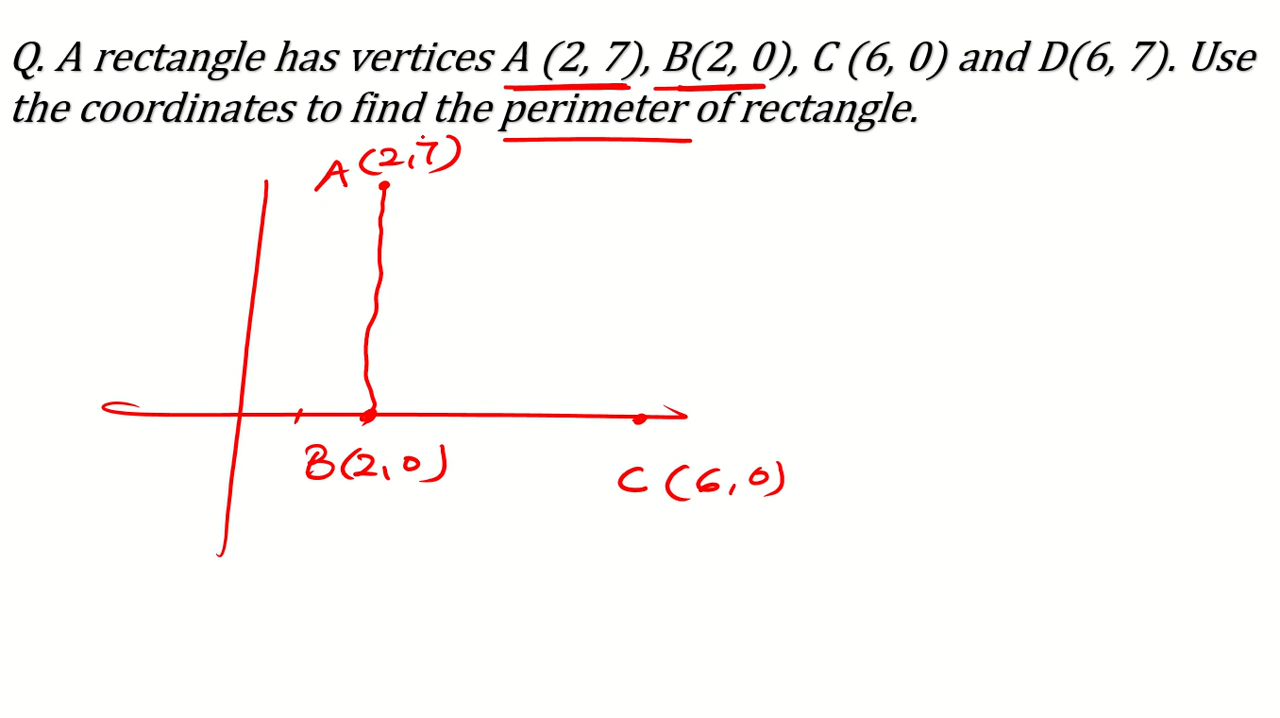 Q. A rectangle has vertices A (2, 7), B(2, 0), C (6, 0) and D(6, 7). Use
the coordinates to find the perimeter of rectangle.
A (2,7)
B(2,0)
C (6,0)